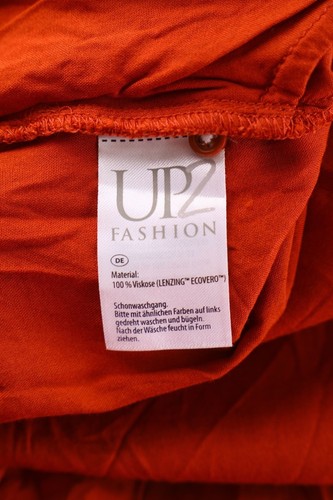 UP2
FASHION
DE
Material:
100 % Viskose (LENZING™ ECOVERO™)
Schonwaschgang.
Bitte mit ähnlichen Farben auf links
gedreht waschen und bügeln.
Nach der Wäsche feucht in Form
ziehen.